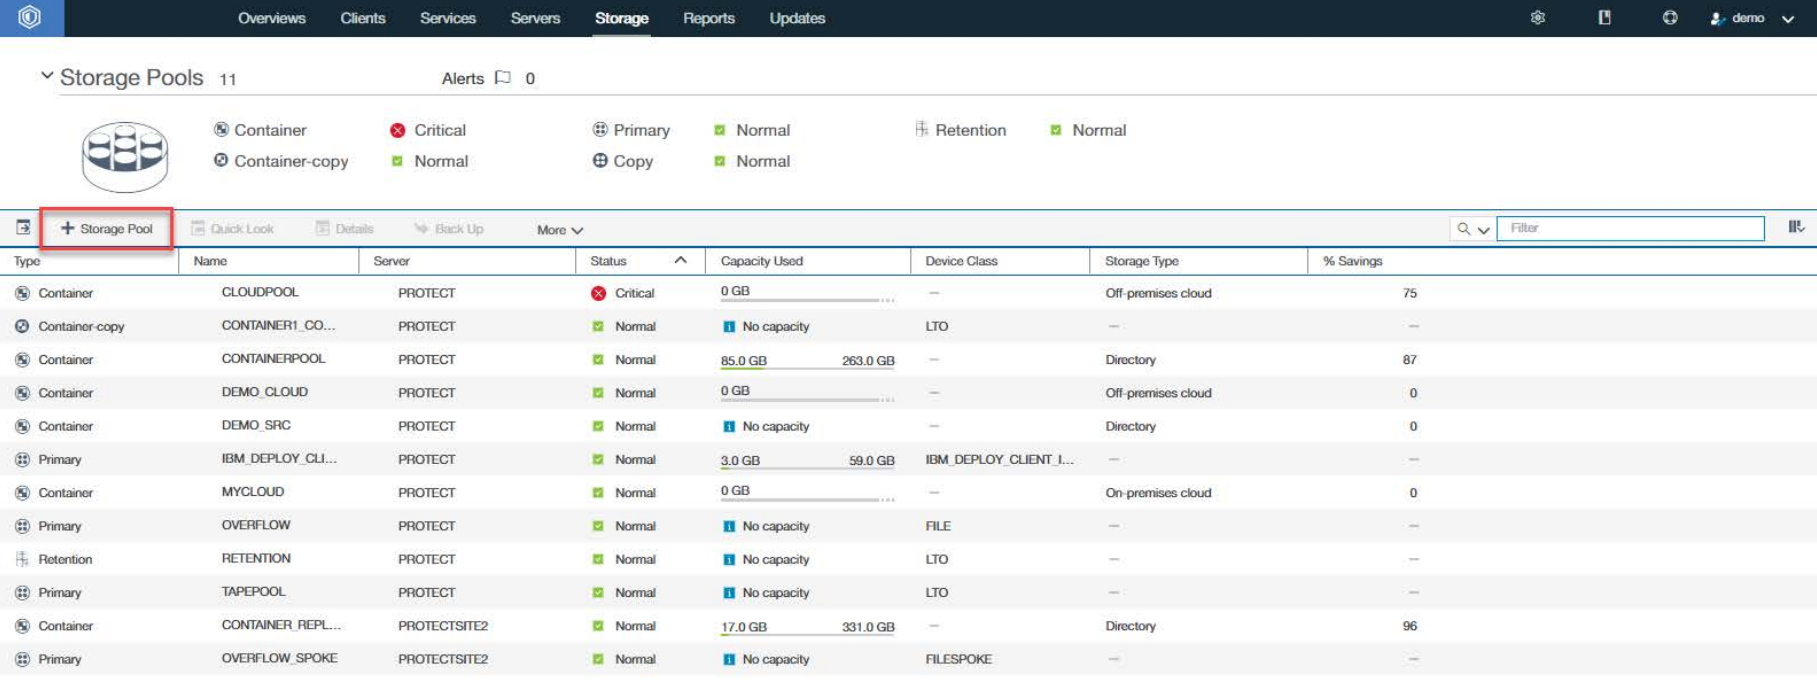 Overviews Clients Services Servers Storage Reports Updates demo
Storage Pools 11 Alerts 0
Container Critical Primary Normal Retention Normal
Container-copy Normal Copy Normal
+ Storage Pool Quick Look Details Back Up More Filter
Type Name Server Status Capacity Used Device Class Storage Type % Savings
Container CLOUDPOOL PROTECT Critical 0 GB — Off-premises cloud 75
Container-copy CONTAINER1_CO... PROTECT Normal No capacity LTO — —
Container CONTAINERPOOL PROTECT Normal 85.0 GB 263.0 GB — Directory 87
Container DEMO_CLOUD PROTECT Normal 0 GB — Off-premises cloud 0
Container DEMO_SRC PROTECT Normal No capacity — Directory 0
Primary IBM_DEPLOY_CLI... PROTECT Normal 3.0 GB 59.0 GB IBM_DEPLOY_CLIENT_I... — —
Container MYCLOUD PROTECT Normal 0 GB — On-premises cloud 0
Primary OVERFLOW PROTECT Normal No capacity FILE — —
Retention RETENTION PROTECT Normal No capacity LTO — —
Primary TAPEPOOL PROTECT Normal No capacity LTO — —
Container CONTAINER_REPL... PROTECTSITE2 Normal 17.0 GB 331.0 GB — Directory 96
Primary OVERFLOW_SPOKE PROTECTSITE2 Normal No capacity FILESPOKE — —